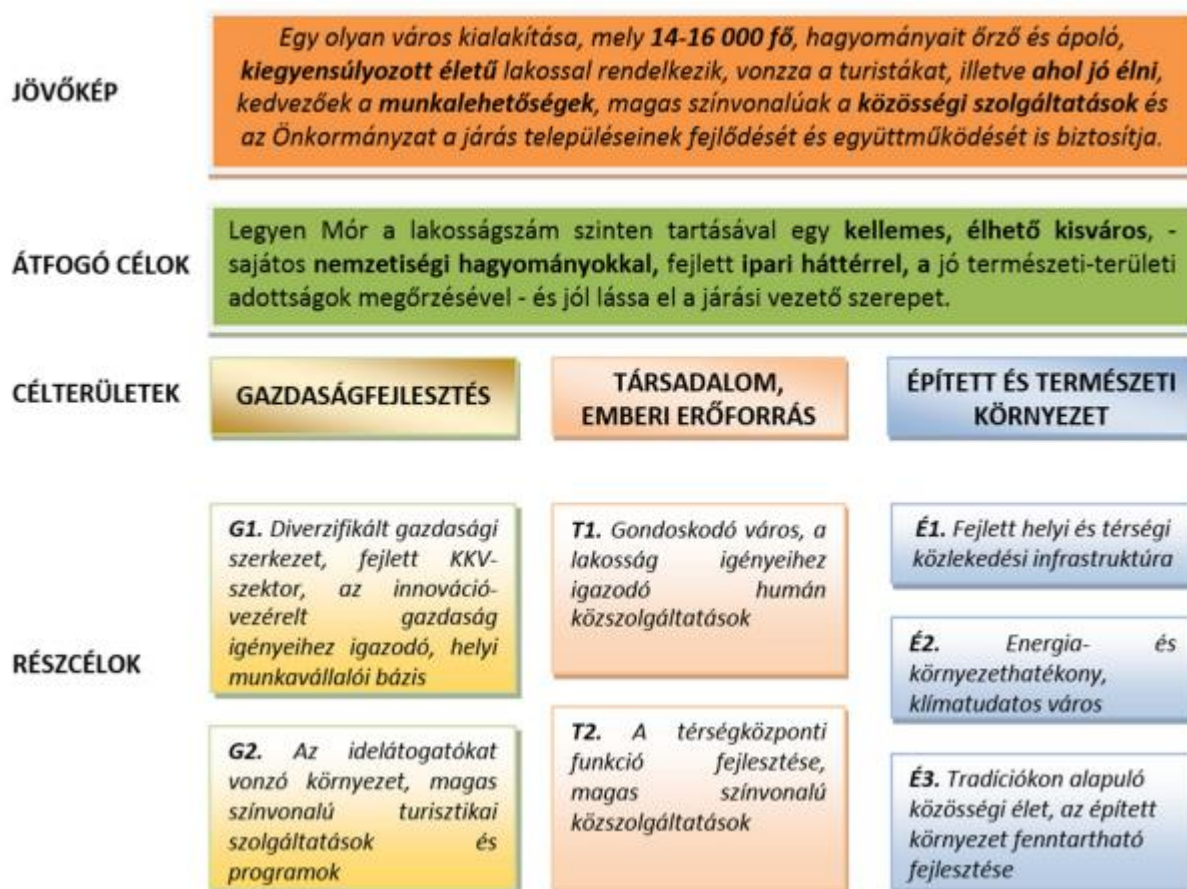 JÖVŐKÉP
Egy olyan város kialakítása, mely 14-16 000 fő, hagyományait őrző és ápoló,
kiegyensúlyozott életű lakossal rendelkezik, vonzza a turistákat, illetve ahol jó élni,
kedvezőek a munkalehetőségek, magas színvonalúak a közösségi szolgáltatások és
az Önkormányzat a járás településeinek fejlődését és együttműködését is biztosítja.
ÁTFOGÓ CÉLOK
Legyen Mór a lakosságszám szinten tartásával egy kellemes, élhető kisváros, -
sajátos nemzetiségi hagyományokkal, fejlett ipari háttérrel, a jó természeti-területi
adottságok megőrzésével - és jól lássa el a járási vezető szerepet.
CÉLTERÜLETEK
GAZDASÁGFEJLESZTÉS
TÁRSADALOM,
EMBERI ERŐFORRÁS
ÉPÍTETT ÉS TERMÉSZETI
KÖRNYEZET
RÉSZCÉLOK
G1. Diverzifikált gazdasági
szerkezet, fejlett KKV-
szektor, az innováció-
vezérelt gazdaság
igényeihez igazodó, helyi
munkavállalói bázis
G2. Az idelátogatókat
vonzó környezet, magas
színvonalú turisztikai
szolgáltatások és
programok
T1. Gondoskodó város, a
lakosság igényeihez
igazodó humán
közszolgáltatások
T2. A térségközponti
funkció fejlesztése,
magas színvonalú
közszolgáltatások
É1. Fejlett helyi és térségi
közlekedési infrastruktúra
É2. Energia- és
környezethatékony,
klímatudatos város
É3. Tradíciókon alapuló
közösségi élet, az épített
környezet fenntartható
fejlesztése